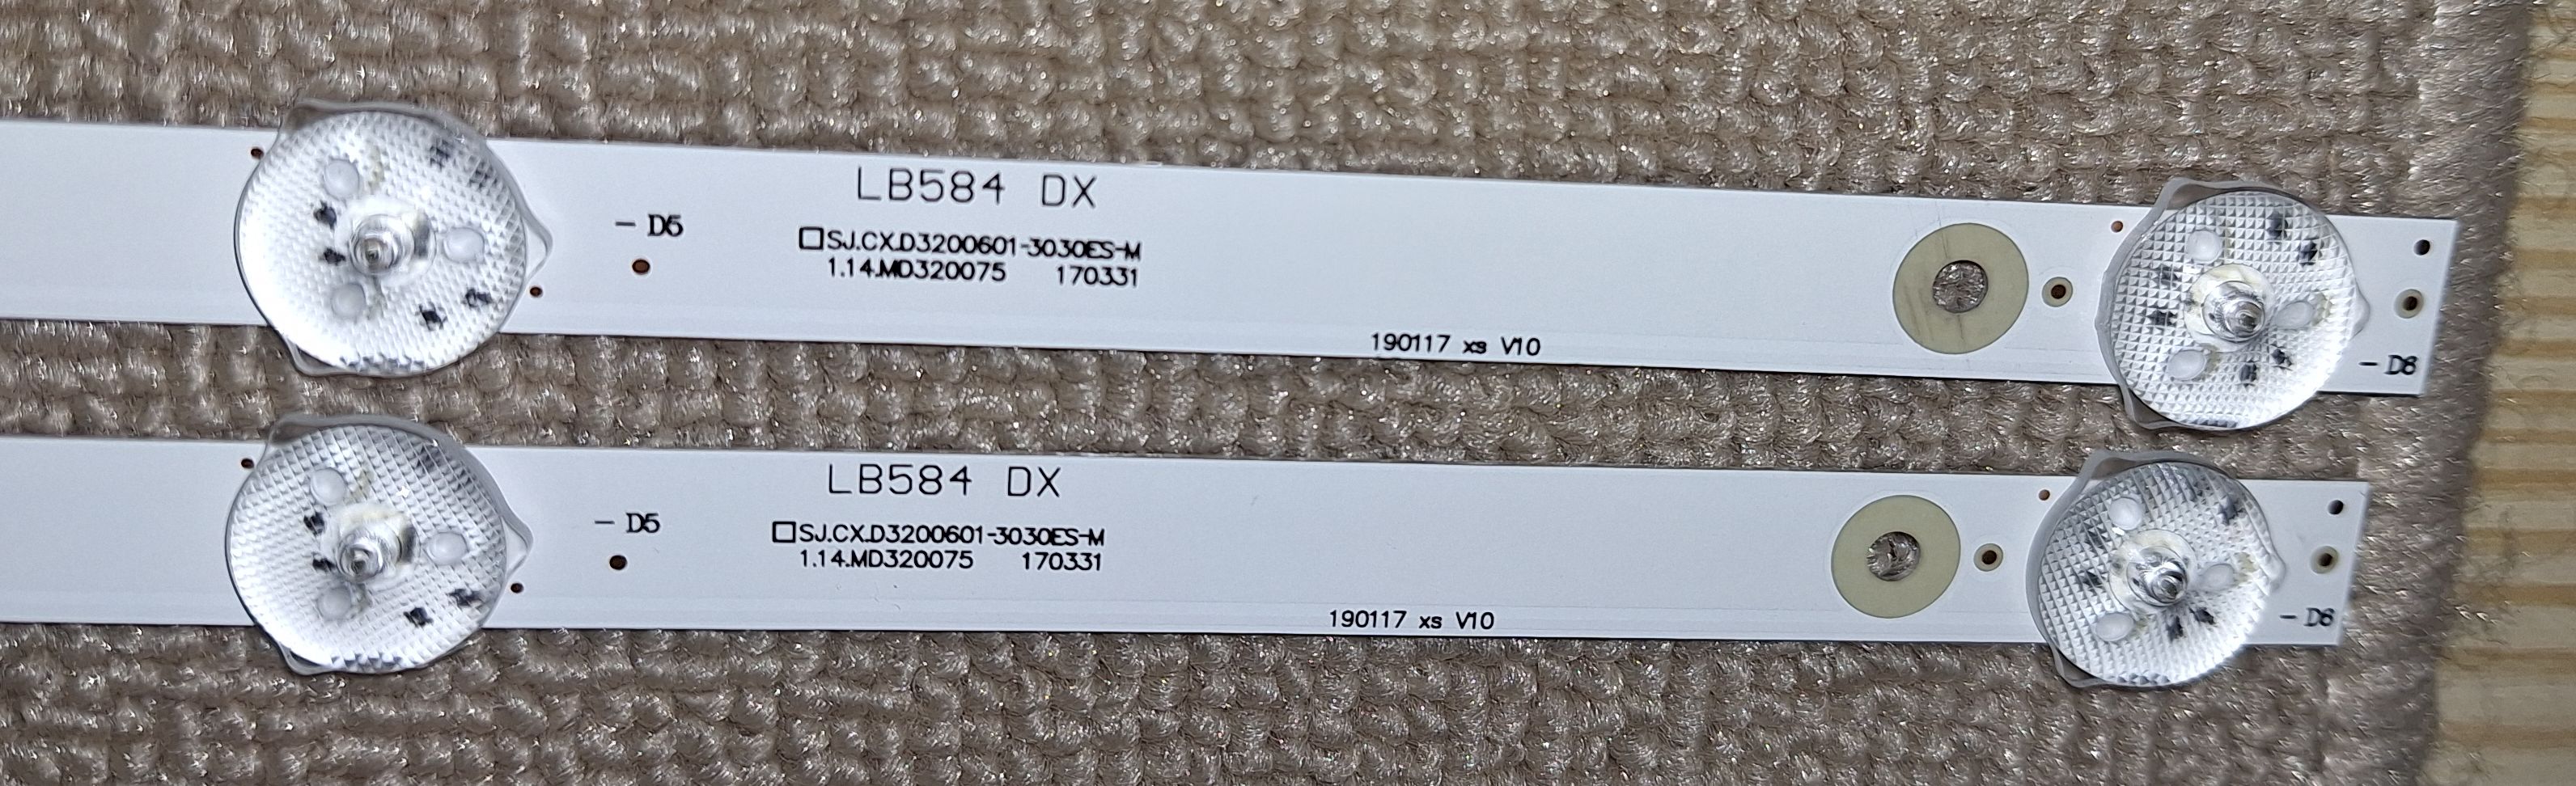 LB584 DX
- D5
SJ.CX.D3200601-3030ES-M
1.14.MD320075 170331
190117 xs V10
- D6
LB584 DX
- D5
SJ.CX.D3200601-3030ES-M
1.14.MD320075 170331
190117 xs V10
- D6